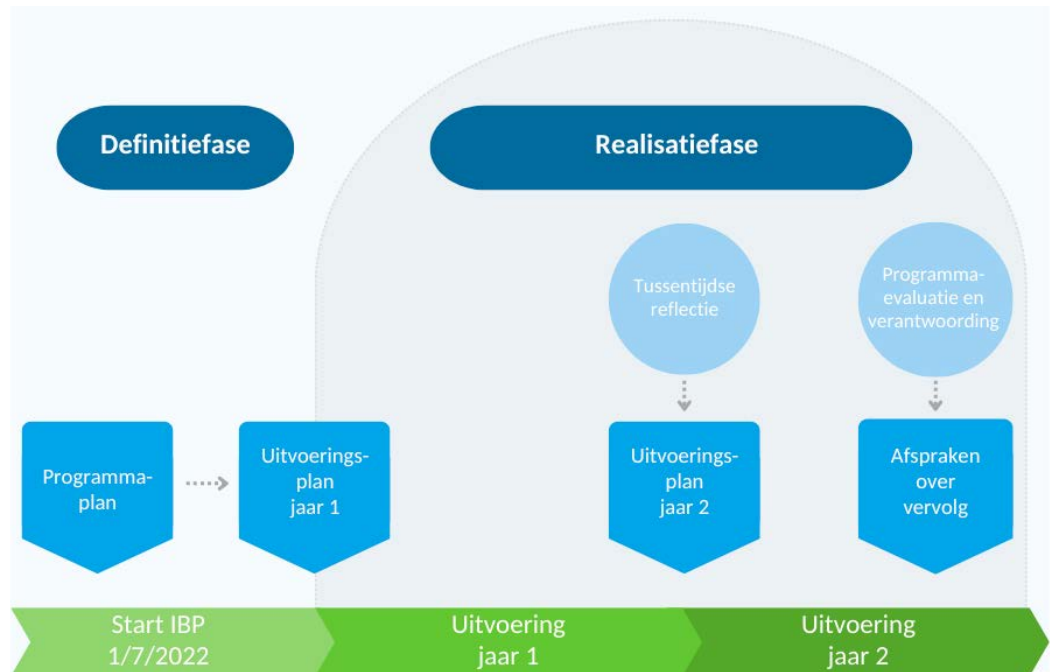 Definitiefase
Realisatiefase
Tussentijdse
reflectie
Programma-
evaluatie en
verantwoording
Programma-
plan
Uitvoerings-
plan
jaar 1
Uitvoerings-
plan
jaar 2
Afspraken
over
vervolg
Start IBP
1/7/2022
Uitvoering
jaar 1
Uitvoering
jaar 2